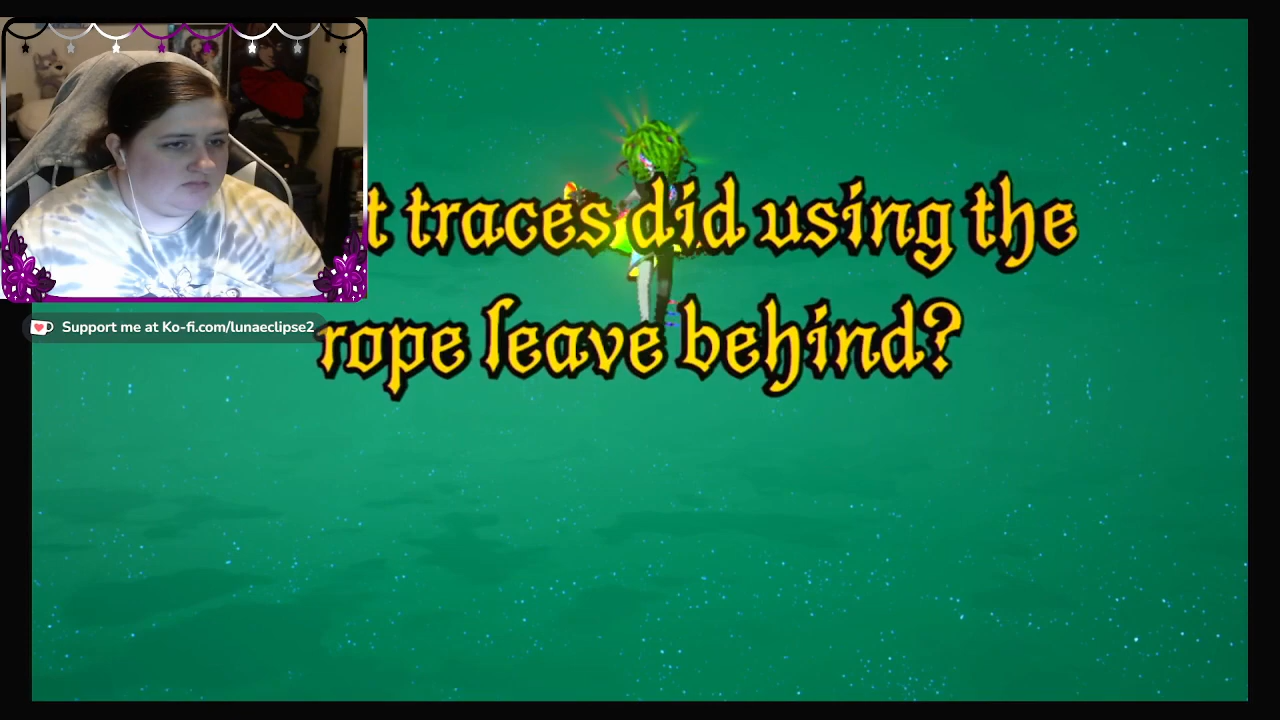 t traces did using the
rope leave behind?
Support me at Ko-fi.com/lunaeclipse2